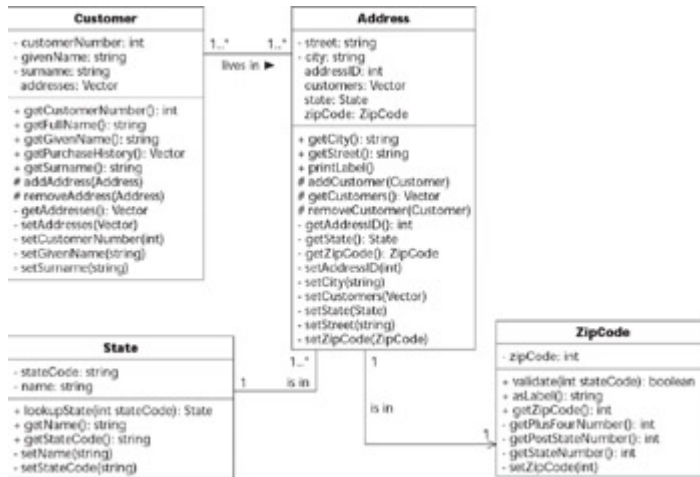 Customer
- customerNumber: int
- givenName: string
- surname: string
addresses: Vector
+ getCustomerNumber(): int
+ getFullName(): string
+ getGivenName(): string
+ getPurchaseHistory(): Vector
+ getSurname(): string
# addAddress(Address)
# removeAddress(Address)
- getAddresses(): Vector
- setAddresses(Vector)
- setCustomerNumber(int)
- setGivenName(string)
- setSurname(string)
1..* 1..*
lives in ►
Address
- street: string
- city: string
addressID: int
customers: Vector
state: State
zipCode: ZipCode
+ getCity(): string
+ getStreet(): string
+ printLabel()
# addCustomer(Customer)
# getCustomers(): Vector
# removeCustomer(Customer)
- getAddressID(): int
- getState(): State
- getZipCode(): ZipCode
- setAddressID(int)
- setCity(string)
- setCustomers(Vector)
- setState(State)
- setStreet(string)
- setZipCode(ZipCode)
State
- stateCode: string
- name: string
+ lookupState(int stateCode): State
+ getName(): string
+ getStateCode(): string
- setName(string)
- setStateCode(string)
1..*
1
is in
1
is in
1
ZipCode
- zipCode: int
+ validate(int stateCode): boolean
+ asLabel(): string
+ getZipCode(): int
- getPlusFourNumber(): int
- getPostStateNumber(): int
- getStateNumber(): int
- setZipCode(int)